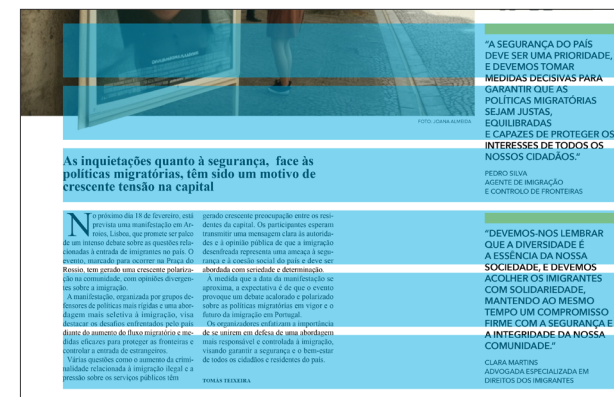 FOTO: JOANA ALMEIDA
As inquietações quanto à segurança, face às
políticas migratórias, têm sido um motivo de
crescente tensão na capital
No próximo dia 18 de fevereiro, está
prevista uma manifestação em Ar-
roios, Lisboa, que promete ser palco
de um intenso debate sobre as questões rela-
cionadas à entrada de imigrantes no país. O
evento, marcado para ocorrer na Praça do
Rossio, tem gerado uma crescente polariza-
ção na comunidade, com opiniões divergen-
tes sobre a imigração.
A manifestação, organizada por grupos de-
fensores de políticas mais rígidas e uma abor-
dagem mais seletiva à imigração, visa
destacar os desafios enfrentados pelo país
diante do aumento do fluxo migratório e me-
didas eficazes para proteger as fronteiras e
controlar a entrada de estrangeiros.
Várias questões como o aumento da crimi-
nalidade relacionada à imigração ilegal e a
pressão sobre os serviços públicos têm
gerado crescente preocupação entre os resi-
dentes da capital. Os participantes esperam
transmitir uma mensagem clara às autorida-
des e à opinião pública de que a imigração
desenfreada representa uma ameaça à segu-
rança e à coesão social do país e deve ser
abordada com seriedade e determinação.
À medida que a data da manifestação se
aproxima, a expectativa é de que o evento
provoque um debate acalorado e polarizado
sobre as políticas migratórias em vigor e o
futuro da imigração em Portugal.
Os organizadores enfatizam a importância
de se unirem em defesa de uma abordagem
mais responsável e controlada à imigração,
visando garantir a segurança e o bem-estar
de todos os cidadãos e residentes do país.
TOMÁS TEIXEIRA
"A SEGURANÇA DO PAÍS
DEVE SER UMA PRIORIDADE,
E DEVEMOS TOMAR
MEDIDAS DECISIVAS PARA
GARANTIR QUE AS
POLÍTICAS MIGRATÓRIAS
SEJAM JUSTAS,
EQUILIBRADAS
E CAPAZES DE PROTEGER OS
INTERESSES DE TODOS OS
NOSSOS CIDADÃOS."
PEDRO SILVA
AGENTE DE IMIGRAÇÃO
E CONTROLO DE FRONTEIRAS
"DEVEMOS-NOS LEMBRAR
QUE A DIVERSIDADE É
A ESSÊNCIA DA NOSSA
SOCIEDADE, E DEVEMOS
ACOLHER OS IMIGRANTES
COM SOLIDARIEDADE,
MANTENDO AO MESMO
TEMPO UM COMPROMISSO
FIRME COM A SEGURANÇA E
A INTEGRIDADE DA NOSSA
COMUNIDADE."
CLARA MARTINS
ADVOGADA ESPECIALIZADA EM
DIREITOS DOS IMIGRANTES